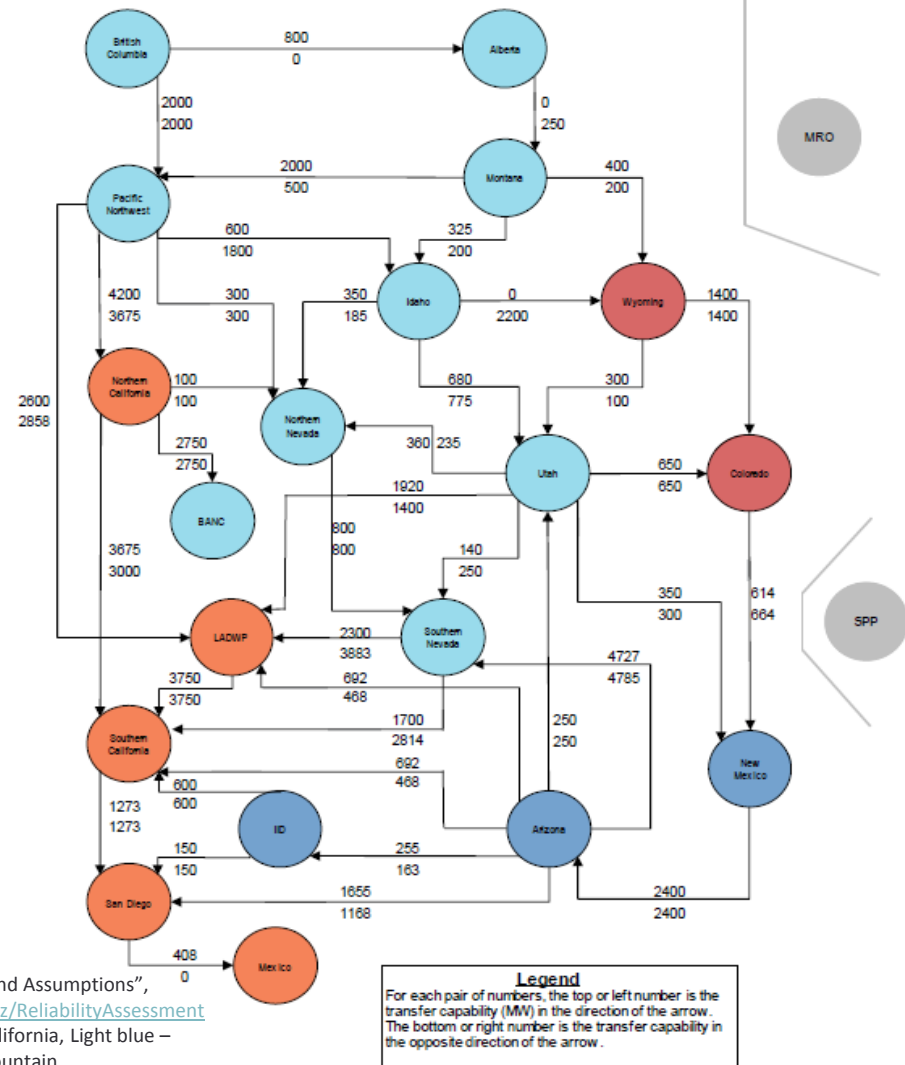 British
Columbia
800
0
Alberta
2000
2000
0
250
MRO
Pacific
Northwest
2000
500
Montana
400
200
600
1800
325
200
4200
3675
300
300
350
185
Idaho
0
2200
Wyoming
1400
1400
Northern
California
100
100
680
775
300
100
2600
2858
Northern
Nevada
2750
2750
360 235
Utah
650
650
Colorado
BANC
1920
1400
3675
3000
800
800
140
250
350
300
614
664
SPP
LADWP
2300
3883
Southern
Nevada
4727
4785
3750
3750
692
468
Southern
California
1700
2814
250
250
New
Mexico
692
468
600
600
1273
1273
IID
Arizona
150
150
255
163
San Diego
1655
1168
2400
2400
408
0
Mexico
nd Assumptions”,
z/ReliabilityAssessment
lifornia, Light blue –
ountain
Legend
For each pair of numbers, the top or left number is the
transfer capability (MW) in the direction of the arrow.
The bottom or right number is the transfer capability in
the opposite direction of the arrow.